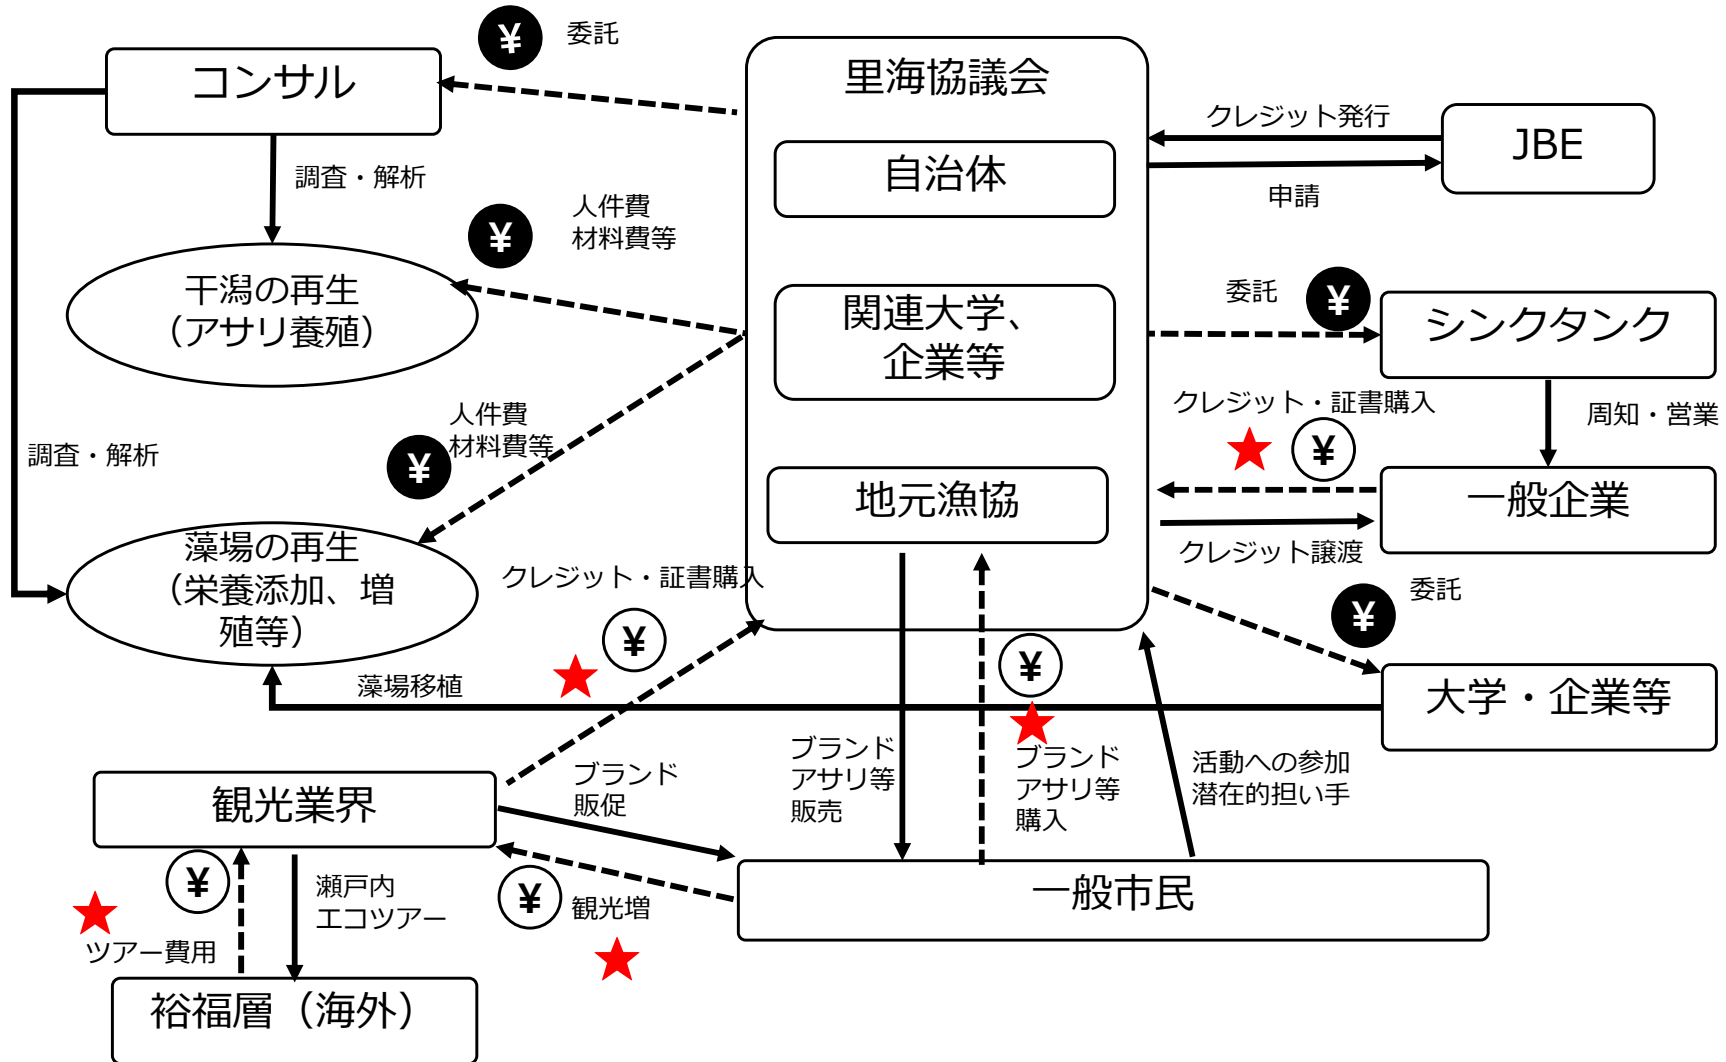 ¥
委託
コンサル
里海協議会
クレジット発行
JBE
自治体
申請
調査・解析
人件費
材料費等
¥
干潟の再生
（アサリ養殖）
関連大学、
企業等
委託
¥
シンクタンク
クレジット・証書購入
¥
周知・営業
人件費
材料費等
¥
調査・解析
地元漁協
一般企業
クレジット譲渡
藻場の再生
（栄養添加、増
殖等）
クレジット・証書購入
¥
¥
委託
¥
藻場移植
大学・企業等
ブランド
アサリ等
販売
ブランド
アサリ等
購入
活動への参加
潜在的担い手
観光業界
ブランド
販促
¥
瀬戸内
エコツアー
¥
観光増
一般市民
ツアー費用
裕福層（海外）